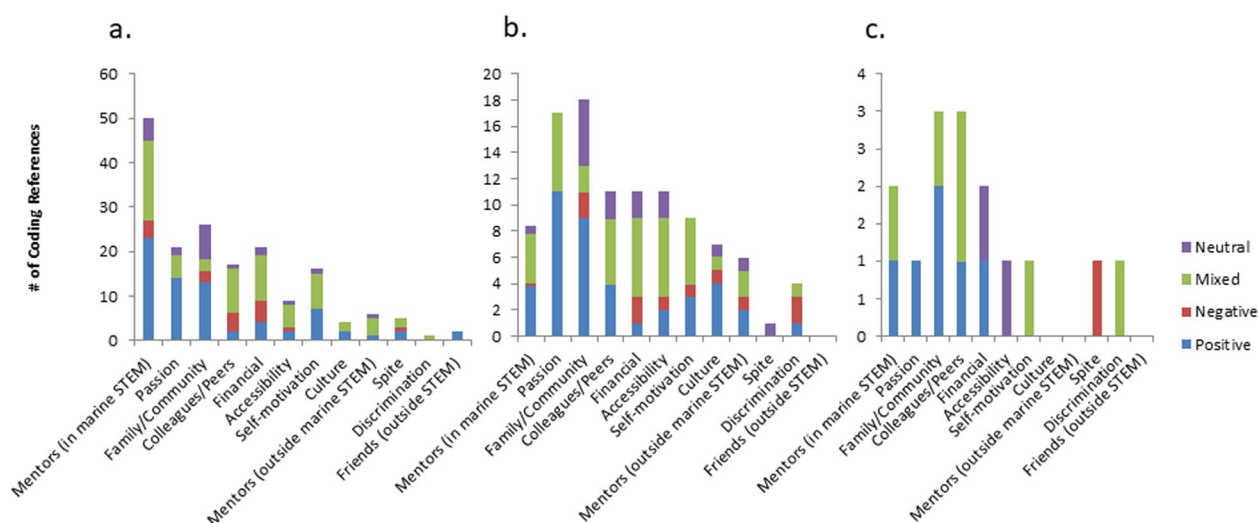 a.
60
50
40
30
20
10
0
# of Coding References
Mentors (in marine STEM)
Passion
Family/Community
Colleagues/Peers
Financial
Accessibility
Self-motivation
Culture
Mentors (outside marine STEM)
Spite
Discrimination
Friends (outside STEM)
b.
20
18
16
14
12
10
8
6
4
2
0
Mentors (in marine STEM)
Passion
Family/Community
Colleagues/Peers
Financial
Accessibility
Self-motivation
Culture
Mentors (outside marine STEM)
Spite
Discrimination
Friends (outside STEM)
c.
4
3
3
2
2
1
1
0
Mentors (in marine STEM)
Passion
Family/Community
Colleagues/Peers
Financial
Accessibility
Self-motivation
Culture
Mentors (outside marine STEM)
Spite
Discrimination
Friends (outside STEM)
Neutral
Mixed
Negative
Positive